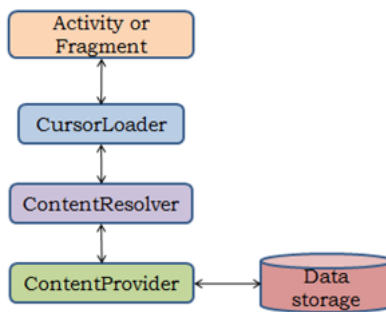 Activity or
Fragment
CursorLoader
ContentResolver
ContentProvider
Data
storage